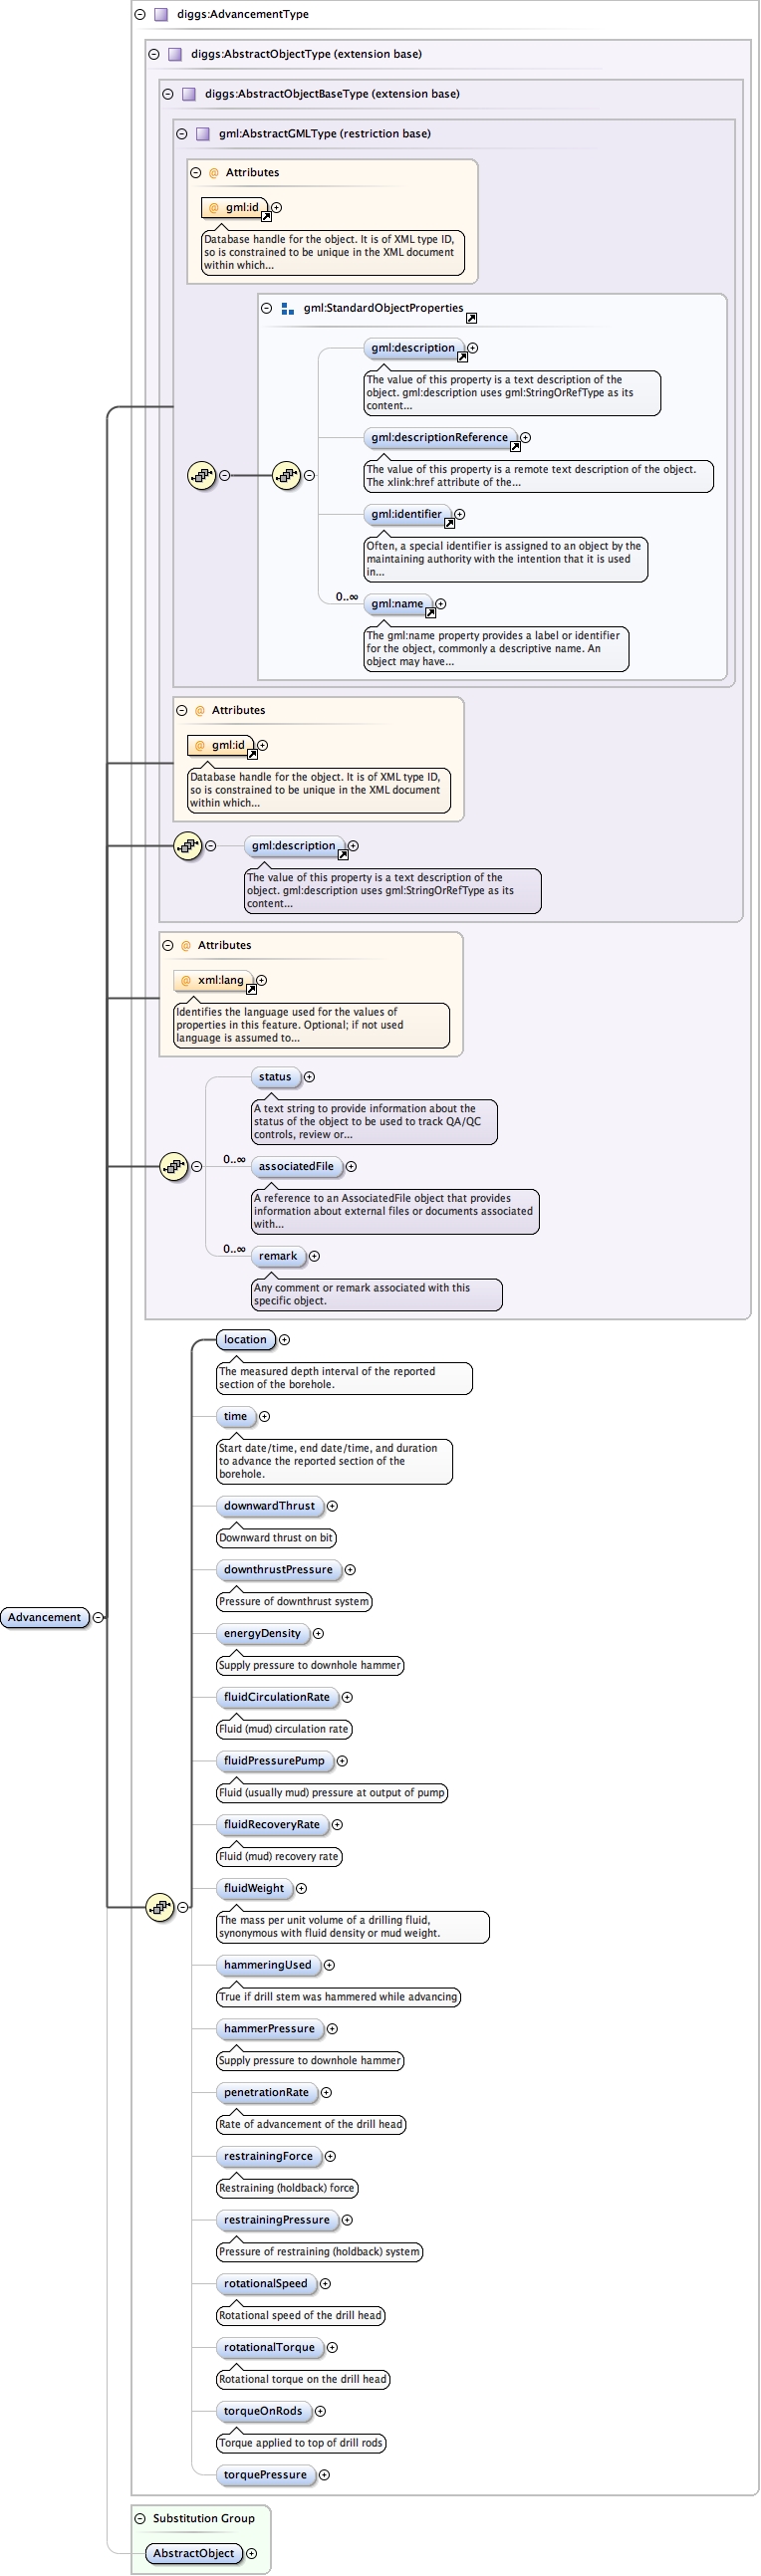 diggs:AdvancementType
diggs:AbstractObjectType (extension base)
diggs:AbstractObjectBaseType (extension base)
gml:AbstractGMLType (restriction base)
@ Attributes
@ gml:id
Database handle for the object. It is of XML type ID,
so is constrained to be unique in the XML document
within which...
gml:StandardObjectProperties
gml:description
The value of this property is a text description of the
object. gml:description uses gml:StringOrRefType as its
content...
gml:descriptionReference
The value of this property is a remote text description of the object.
The xlink:href attribute of the...
gml:identifier
Often, a special identifier is assigned to an object by the
maintaining authority with the intention that it is used
in...
0..∞
gml:name
The gml:name property provides a label or identifier
for the object, commonly a descriptive name. An
object may have...
@ Attributes
@ gml:id
Database handle for the object. It is of XML type ID,
so is constrained to be unique in the XML document
within which...
gml:description
The value of this property is a text description of the
object. gml:description uses gml:StringOrRefType as its
content...
@ Attributes
@ xml:lang
Identifies the language used for the values of
properties in this feature. Optional; if not used
language is assumed to...
status
A text string to provide information about the
status of the object to be used to track QA/QC
controls, review or...
0..∞
associatedFile
A reference to an AssociatedFile object that provides
information about external files or documents associated
with...
0..∞
remark
Any comment or remark associated with this
specific object.
location
The measured depth interval of the reported
section of the borehole.
time
Start date/time, end date/time, and duration
to advance the reported section of the
borehole.
downwardThrust
Downward thrust on bit
downthrustPressure
Pressure of downthrust system
Advancement
energyDensity
Supply pressure to downhole hammer
fluidCirculationRate
Fluid (mud) circulation rate
fluidPressurePump
Fluid (usually mud) pressure at output of pump
fluidRecoveryRate
Fluid (mud) recovery rate
fluidWeight
The mass per unit volume of a drilling fluid,
synonymous with fluid density or mud weight.
hammeringUsed
True if drill stem was hammered while advancing
hammerPressure
Supply pressure to downhole hammer
penetrationRate
Rate of advancement of the drill head
restrainingForce
Restraining (holdback) force
restrainingPressure
Pressure of restraining (holdback) system
rotationalSpeed
Rotational speed of the drill head
rotationalTorque
Rotational torque on the drill head
torqueOnRods
Torque applied to top of drill rods
torquePressure
Substitution Group
AbstractObject